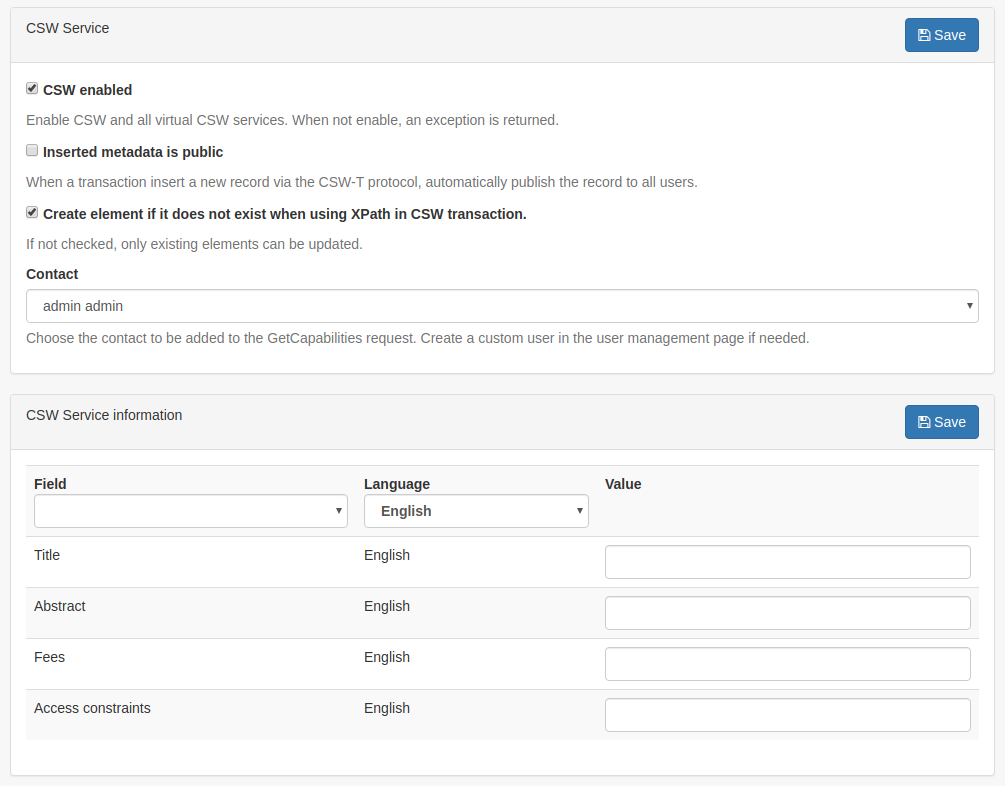 CSW Service
Save
CSW enabled
Enable CSW and all virtual CSW services. When not enable, an exception is returned.
Inserted metadata is public
When a transaction insert a new record via the CSW-T protocol, automatically publish the record to all users.
Create element if it does not exist when using XPath in CSW transaction.
If not checked, only existing elements can be updated.
Contact
admin admin
Choose the contact to be added to the GetCapabilities request. Create a custom user in the user management page if needed.
CSW Service information
Save
Field Language Value
English
Title English
Abstract English
Fees English
Access constraints English